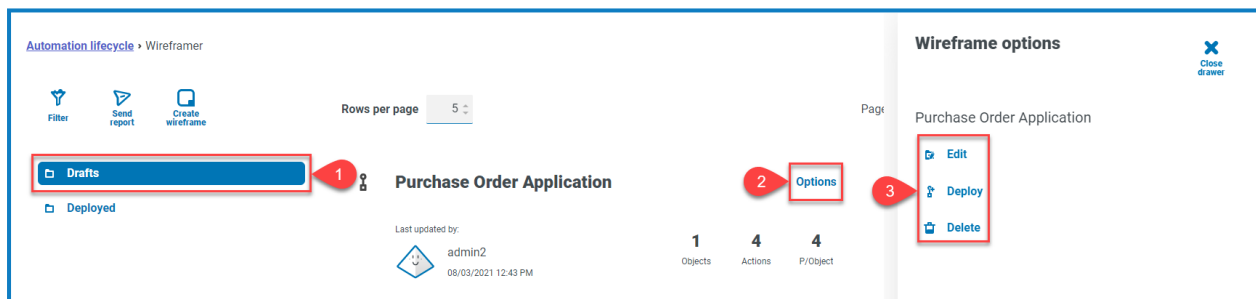 Automation lifecycle › Wireframer
Filter
Send
report
Create
wireframe
Rows per page 5
Page
Drafts
Deployed
1
Purchase Order Application
2
Options
Last updated by:
admin2
08/03/2021 12:43 PM
1
Objects
4
Actions
4
P/Object
Wireframe options
Close
drawer
Purchase Order Application
3
Edit
Deploy
Delete